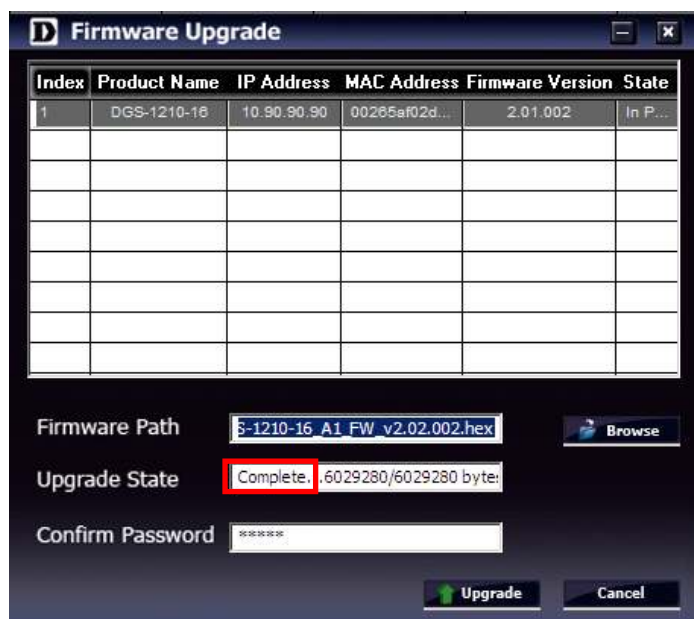 D Firmware Upgrade
Index Product Name IP Address MAC Address Firmware Version State
1 DGS-1210-16 10.90.90.90 00265af02d... 2.01.002 In P...
Firmware Path S-1210-16_A1_FW_v2.02.002.hex Browse
Upgrade State Complete. .6029280/6029280 bytes
Confirm Password *****
Upgrade Cancel